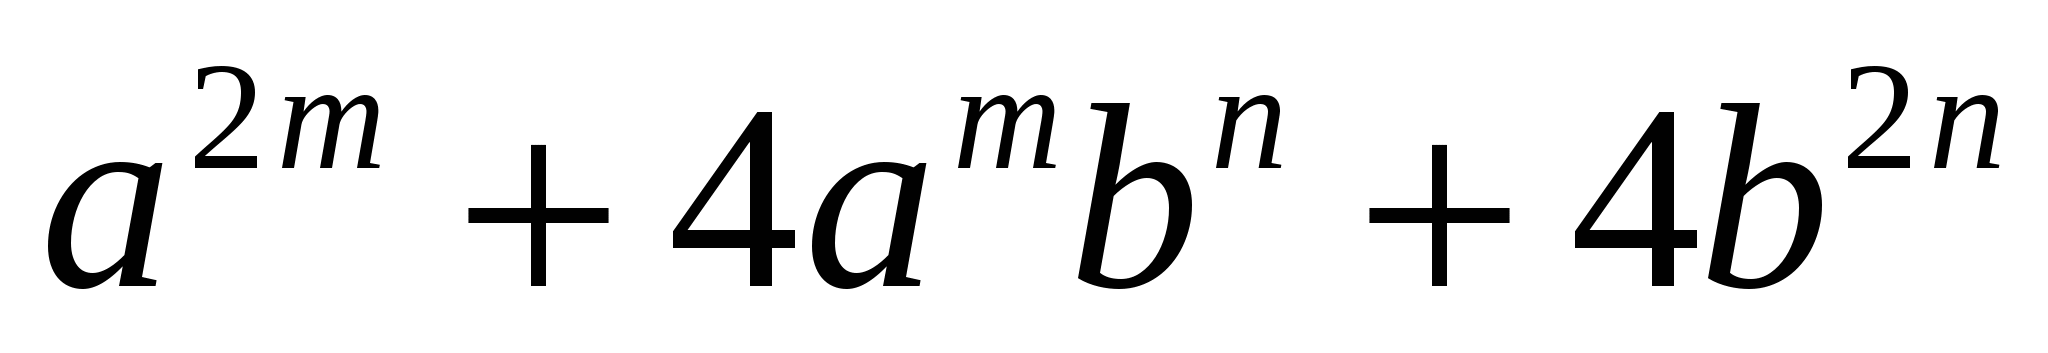 a^{2m} + 4a^{m}b^{n} + 4b^{2n}